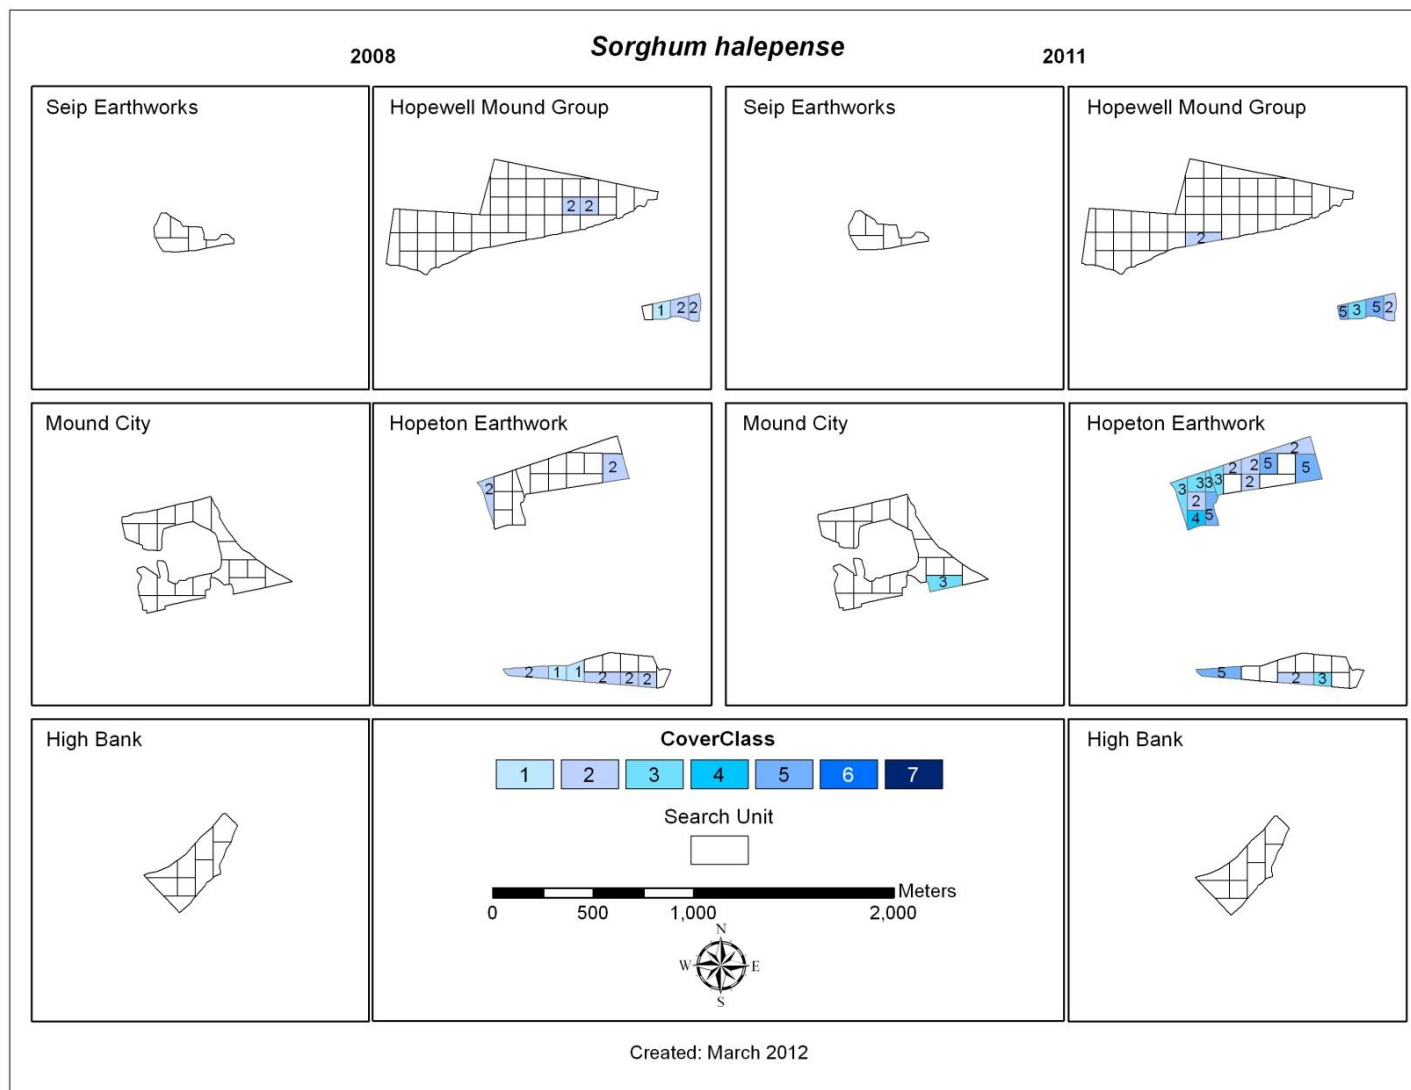 Sorghum halepense
2008
2011
Seip Earthworks
Hopewell Mound Group
Seip Earthworks
Hopewell Mound Group
2 2
2
1 2 2
5 3 5 2
Mound City
Hopeton Earthwork
Mound City
Hopeton Earthwork
2
2
2
2 2 5 5
3 3 3 3 2
2
4 5
3
2 1 1
2 2 2
5
2 3
High Bank
CoverClass
High Bank
1 2 3 4 5 6 7
Search Unit
Meters
0 500 1,000 2,000
N
W E
S
Created: March 2012